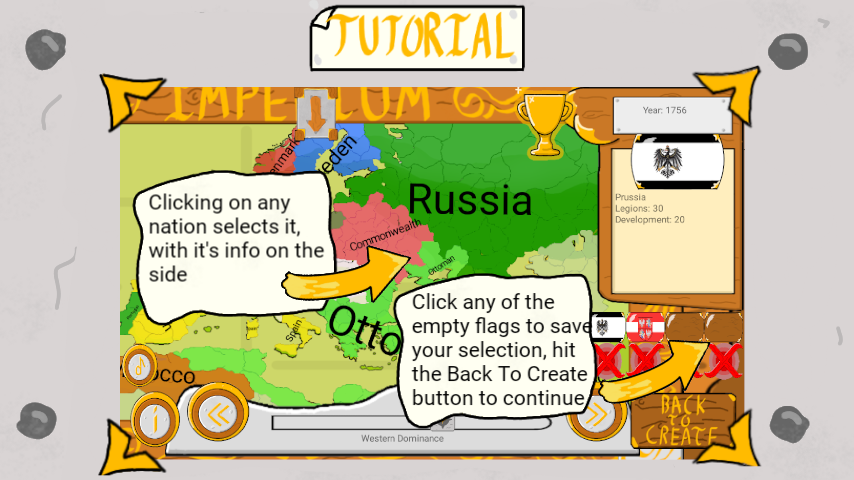 TUTORIAL
IMPERIUM
Year: 1756
Prussia
Legions: 30
Development: 20
enmark
eden
Russia
Commonwealth
Ottoman
Clicking on any
nation selects it,
with it's info on the
side
Click any of the
empty flags to save
your selection, hit
the Back To Create
button to continue
Otto
Spain
occo
Western Dominance
BACK
TO
CREATE